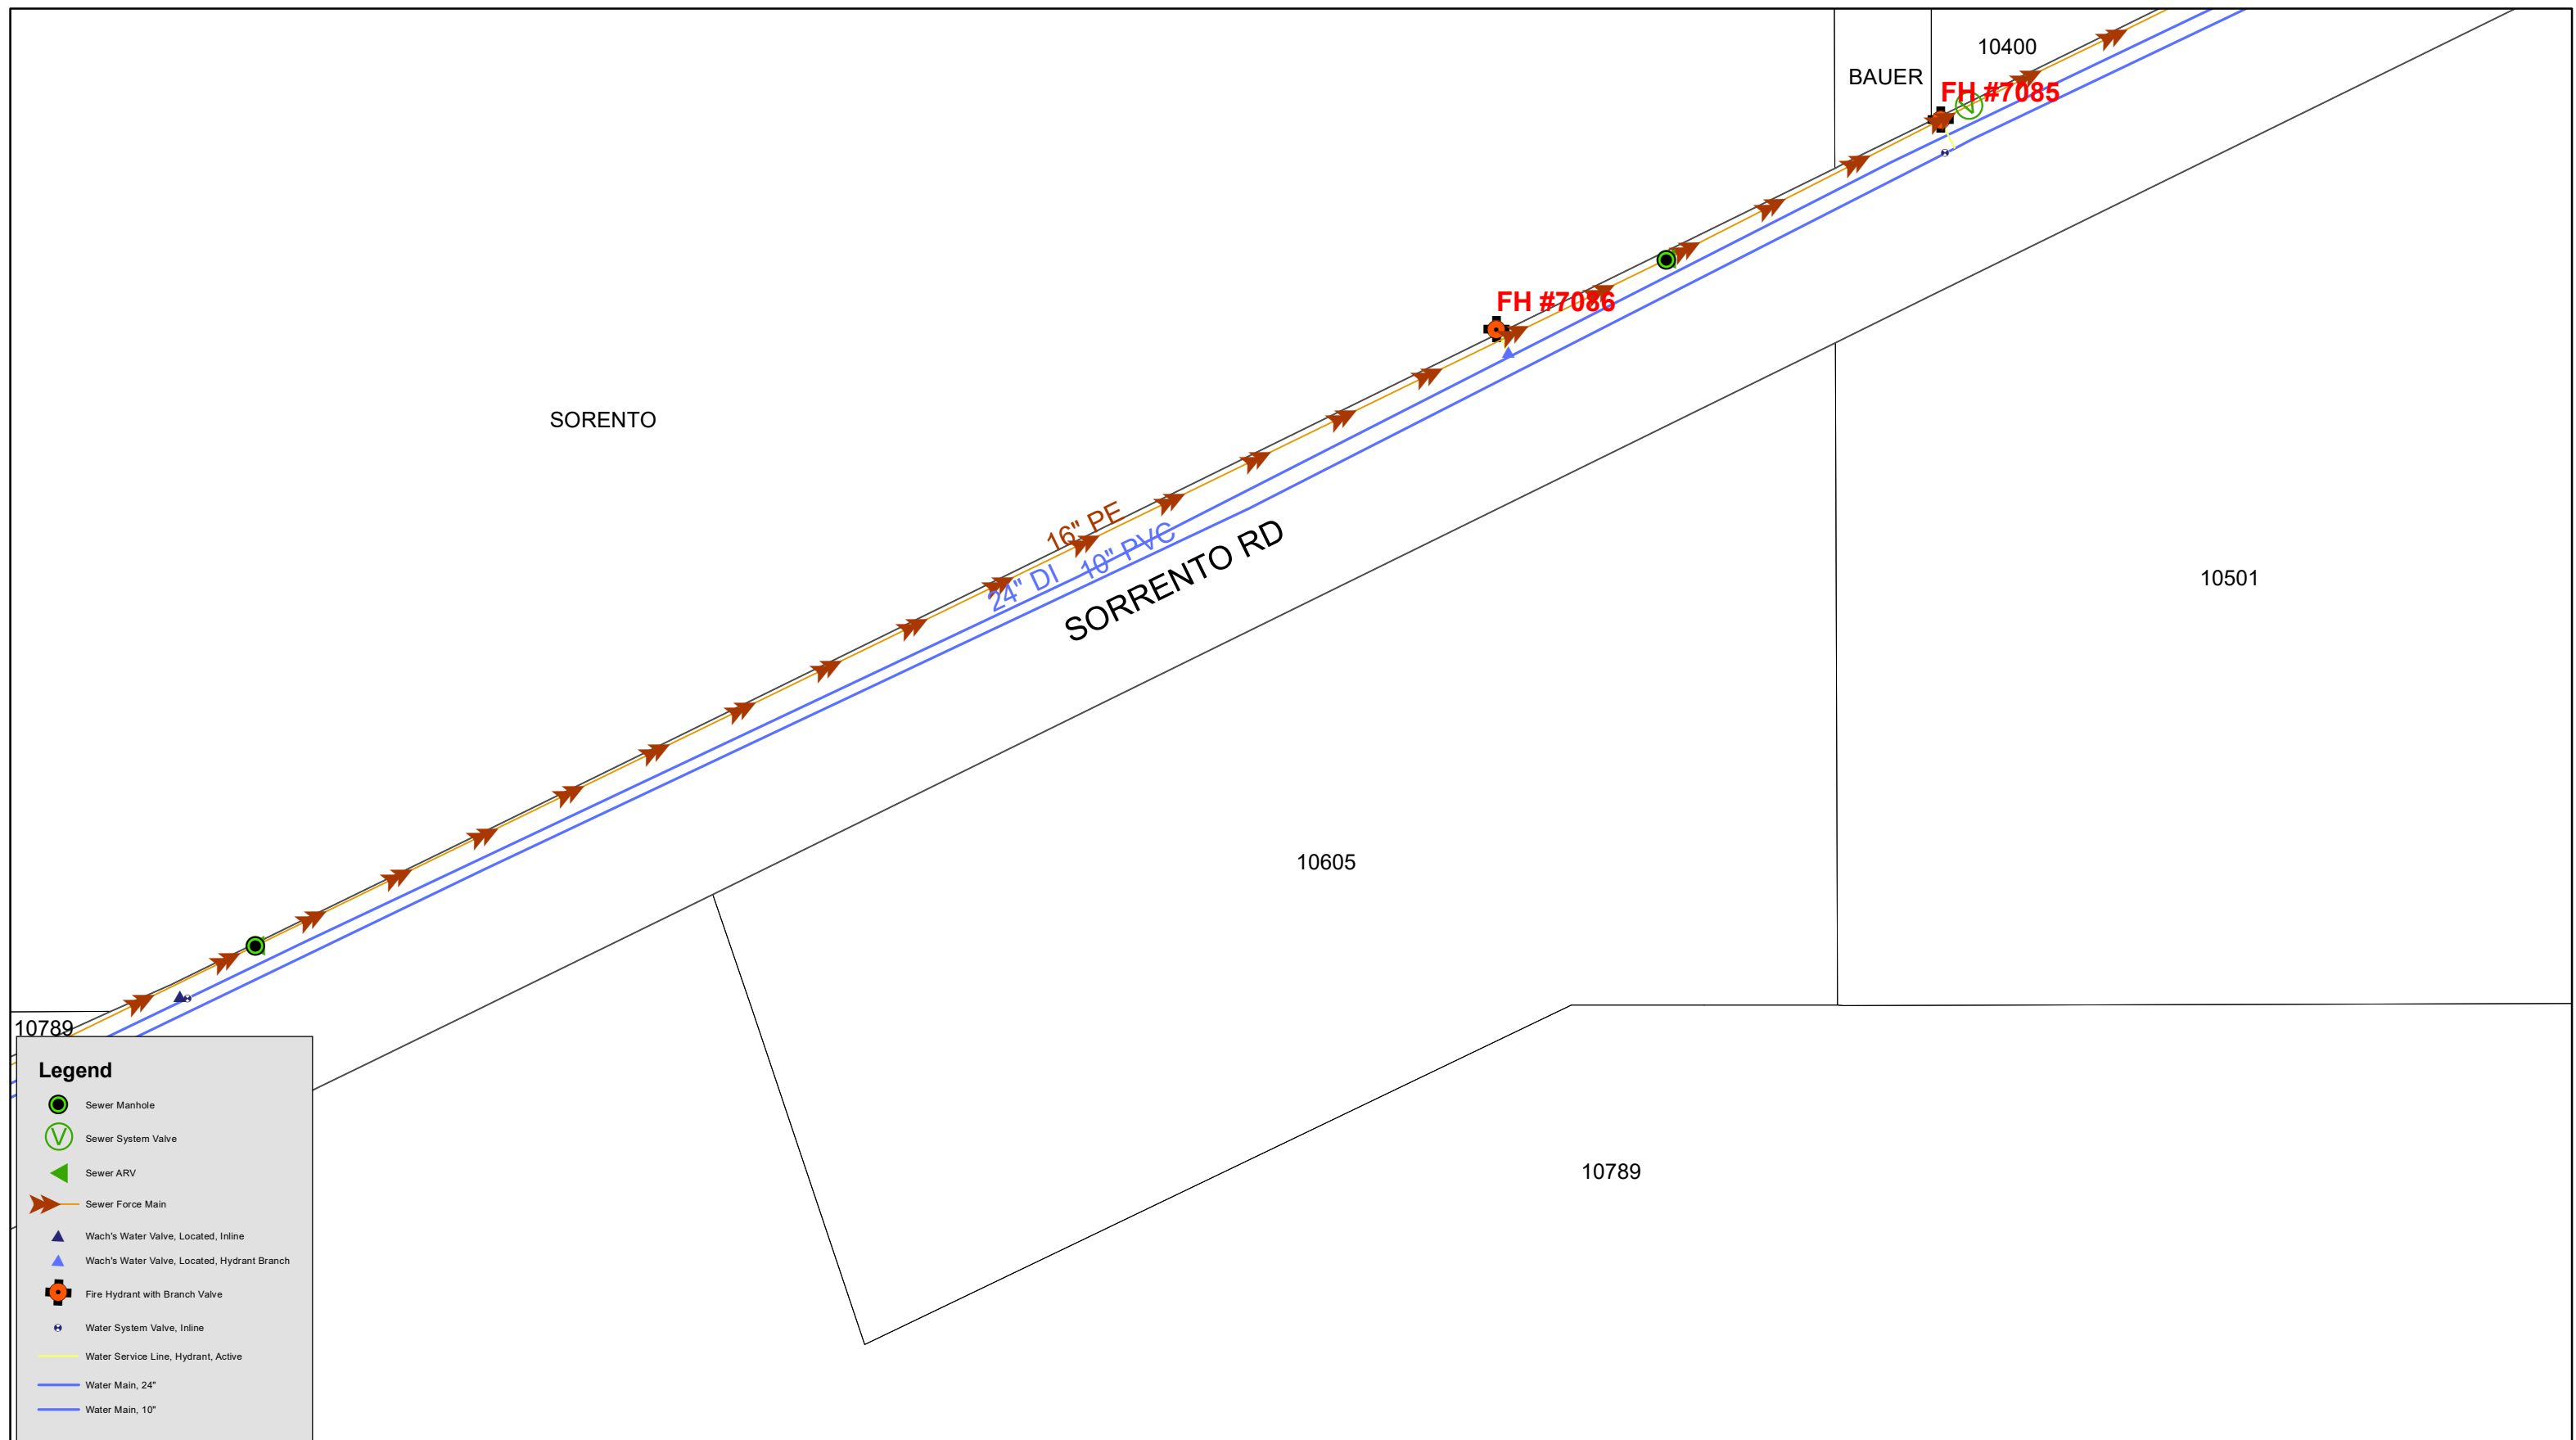 10400
BAUER
FH #7085
FH #7086
SORENTO
16" PE
24" DI
10" PVC
SORRENTO RD
10501
10605
10789
10789
Legend
V
Sewer Manhole
Sewer System Valve
Sewer ARV
Sewer Force Main
Wach's Water Valve, Located, Inline
Wach's Water Valve, Located, Hydrant Branch
Fire Hydrant with Branch Valve
Water System Valve, Inline
Water Service Line, Hydrant, Active
Water Main, 24"
Water Main, 10"